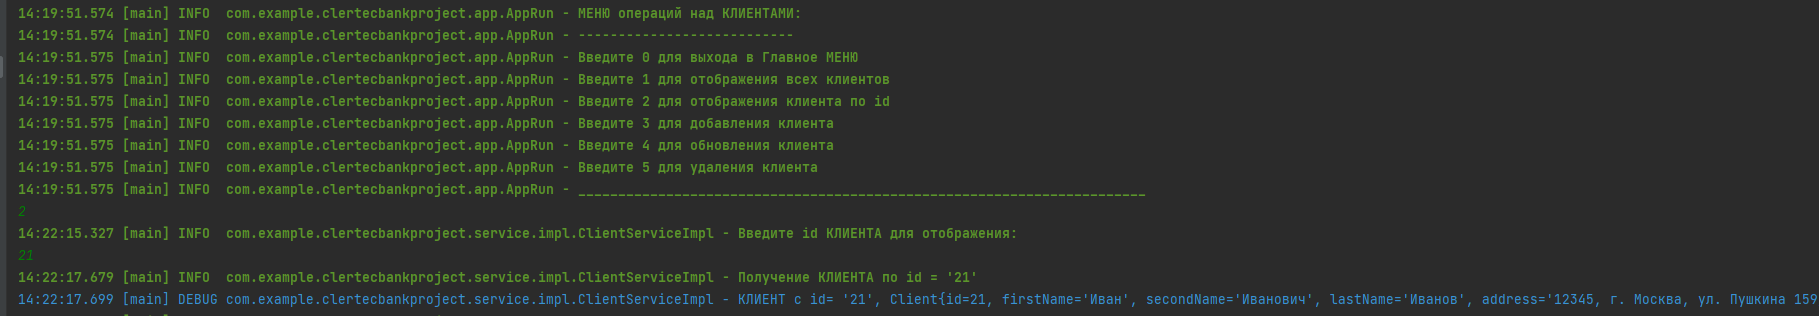 14:19:51.574 [main] INFO  com.example.clertecbankproject.app.AppRun - МЕНЮ операций над КЛИЕНТАМИ:
14:19:51.574 [main] INFO  com.example.clertecbankproject.app.AppRun - ---------------------------
14:19:51.575 [main] INFO  com.example.clertecbankproject.app.AppRun - Введите 0 для выхода в Главное МЕНЮ
14:19:51.575 [main] INFO  com.example.clertecbankproject.app.AppRun - Введите 1 для отображения всех клиентов
14:19:51.575 [main] INFO  com.example.clertecbankproject.app.AppRun - Введите 2 для отображения клиента по id
14:19:51.575 [main] INFO  com.example.clertecbankproject.app.AppRun - Введите 3 для добавления клиента
14:19:51.575 [main] INFO  com.example.clertecbankproject.app.AppRun - Введите 4 для обновления клиента
14:19:51.575 [main] INFO  com.example.clertecbankproject.app.AppRun - Введите 5 для удаления клиента
14:19:51.575 [main] INFO  com.example.clertecbankproject.app.AppRun - _______________________________________________________________________
2
14:22:15.327 [main] INFO  com.example.clertecbankproject.service.impl.ClientServiceImpl - Введите id КЛИЕНТА для отображения:
21
14:22:17.679 [main] INFO  com.example.clertecbankproject.service.impl.ClientServiceImpl - Получение КЛИЕНТА по id = '21'
14:22:17.699 [main] DEBUG com.example.clertecbankproject.service.impl.ClientServiceImpl - КЛИЕНТ с id= '21', Client{id=21, firstName='Иван', secondName='Иванович', lastName='Иванов', address='12345, г. Москва, ул. Пушкина 159